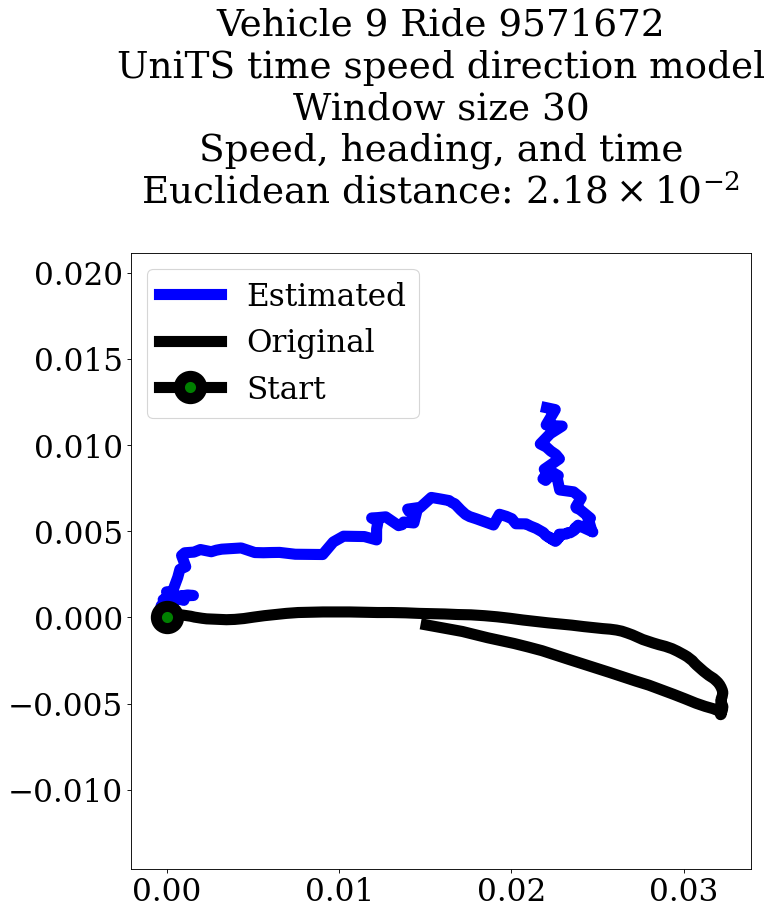 Vehicle 9 Ride 9571672
UniTS time speed direction model
Window size 30
Speed, heading, and time
Euclidean distance: 2.18 × 10⁻²
Estimated
Original
Start
0.020
0.015
0.010
0.005
0.000
−0.005
−0.010
0.00 0.01 0.02 0.03